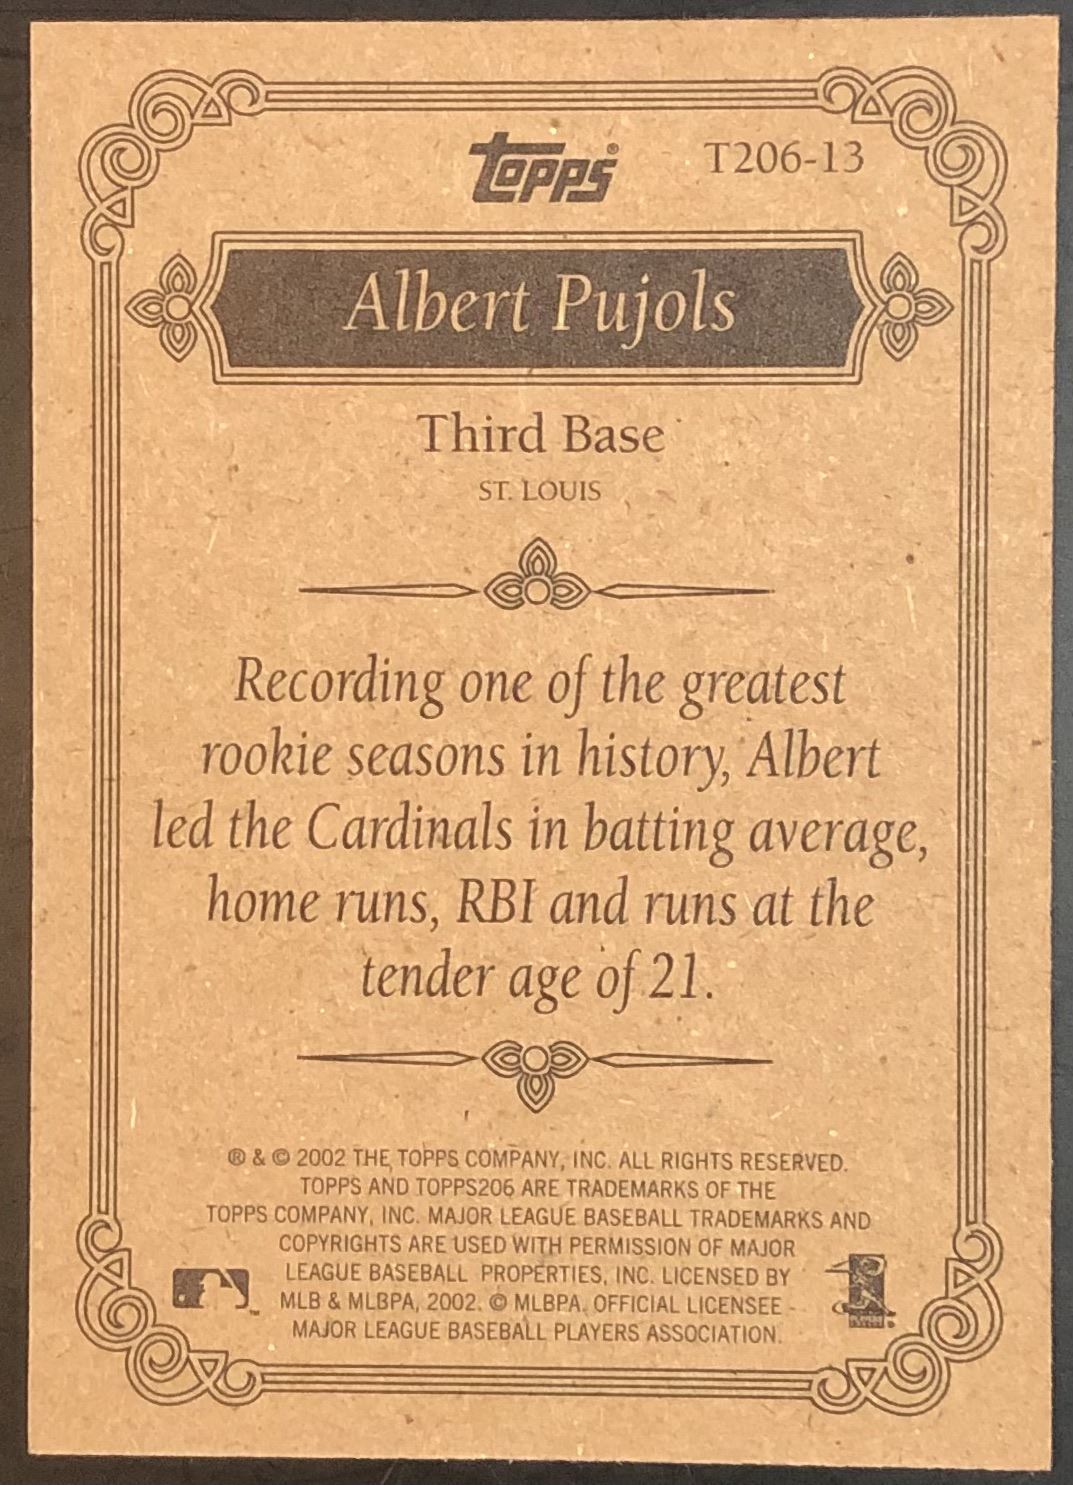 Topps® T206-13
Albert Pujols
Third Base
ST. LOUIS
Recording one of the greatest
rookie seasons in history, Albert
led the Cardinals in batting average,
home runs, RBI and runs at the
tender age of 21.
® & © 2002 THE TOPPS COMPANY, INC. ALL RIGHTS RESERVED.
TOPPS AND TOPPS206 ARE TRADEMARKS OF THE
TOPPS COMPANY, INC. MAJOR LEAGUE BASEBALL TRADEMARKS AND
COPYRIGHTS ARE USED WITH PERMISSION OF MAJOR
LEAGUE BASEBALL PROPERTIES, INC. LICENSED BY
MLB & MLBPA, 2002. © MLBPA. OFFICIAL LICENSEE -
MAJOR LEAGUE BASEBALL PLAYERS ASSOCIATION.